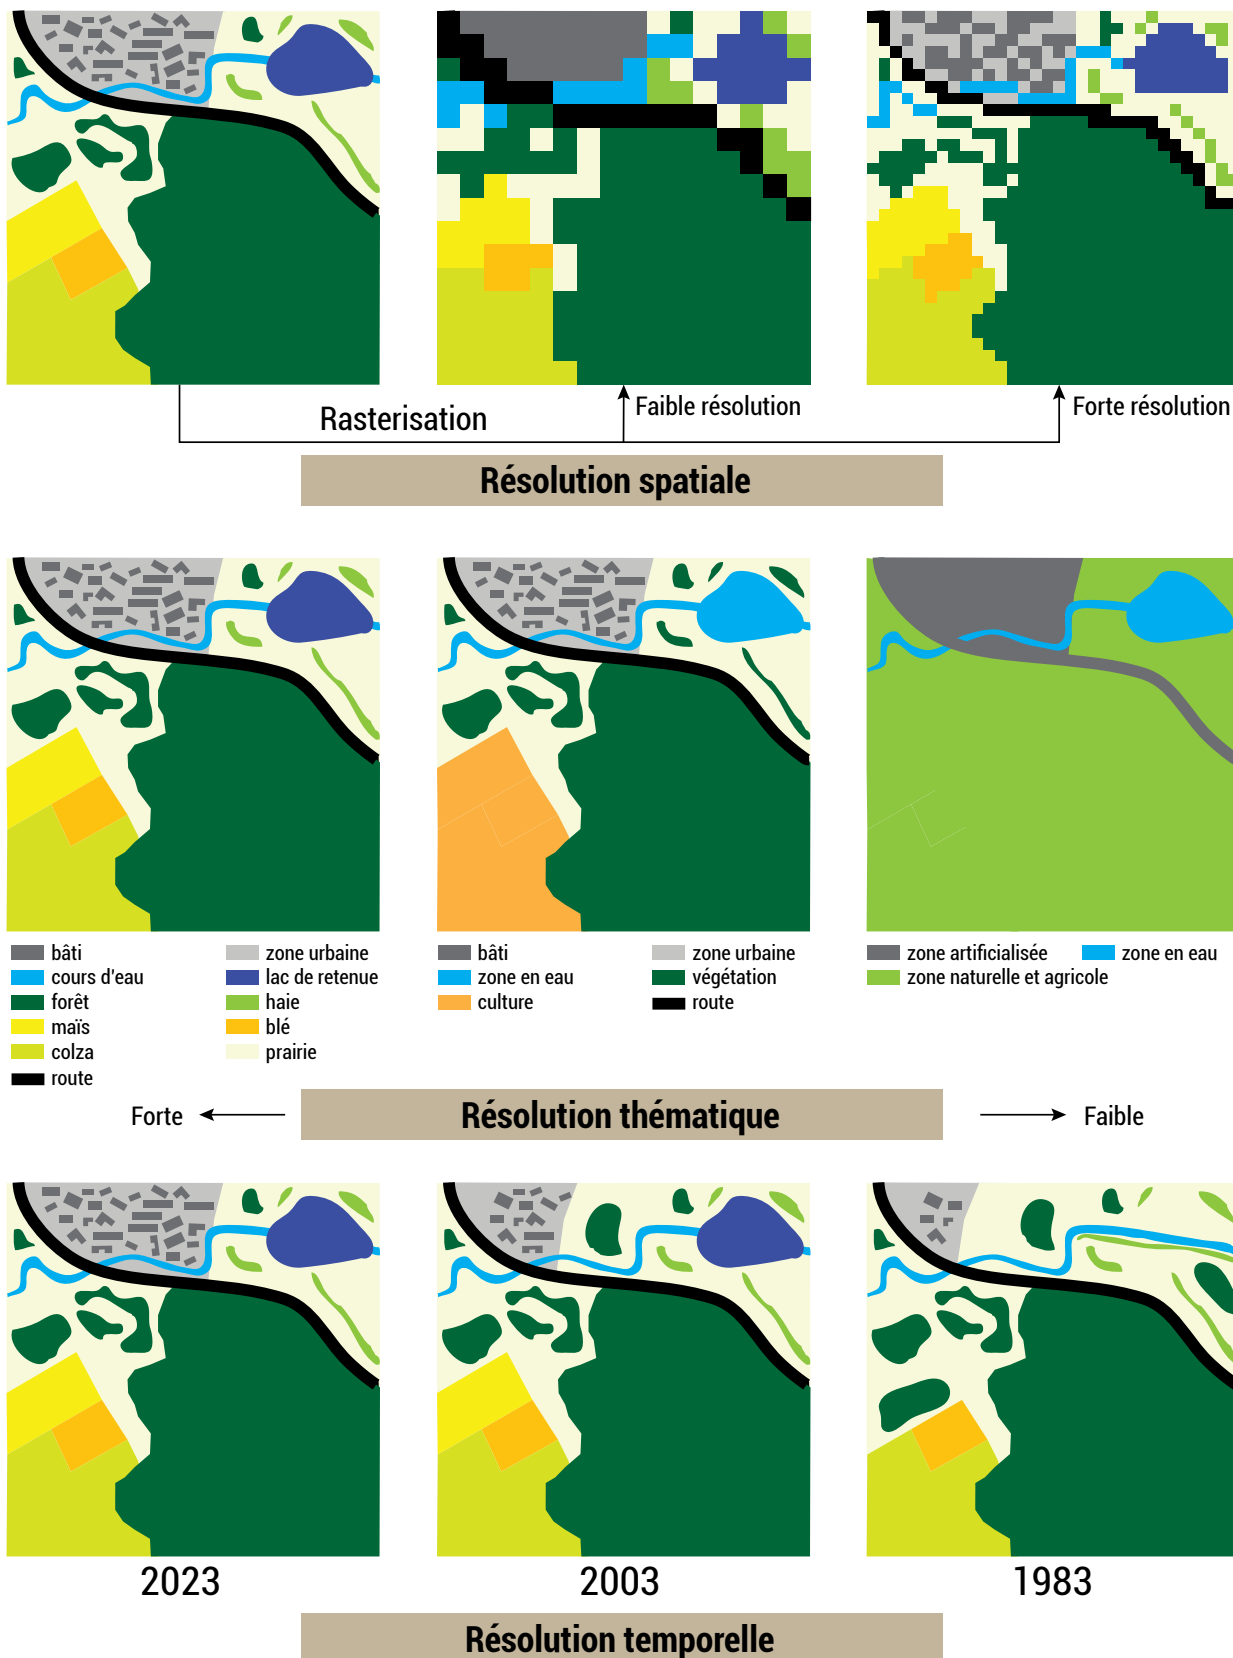 Rasterisation
Faible résolution
Forte résolution
Résolution spatiale
bâti
zone urbaine
cours d'eau
lac de retenue
forêt
haie
maïs
blé
colza
prairie
route
bâti
zone urbaine
zone en eau
végétation
culture
route
zone artificialisée
zone en eau
zone naturelle et agricole
Forte
Résolution thématique
Faible
2023
2003
1983
Résolution temporelle